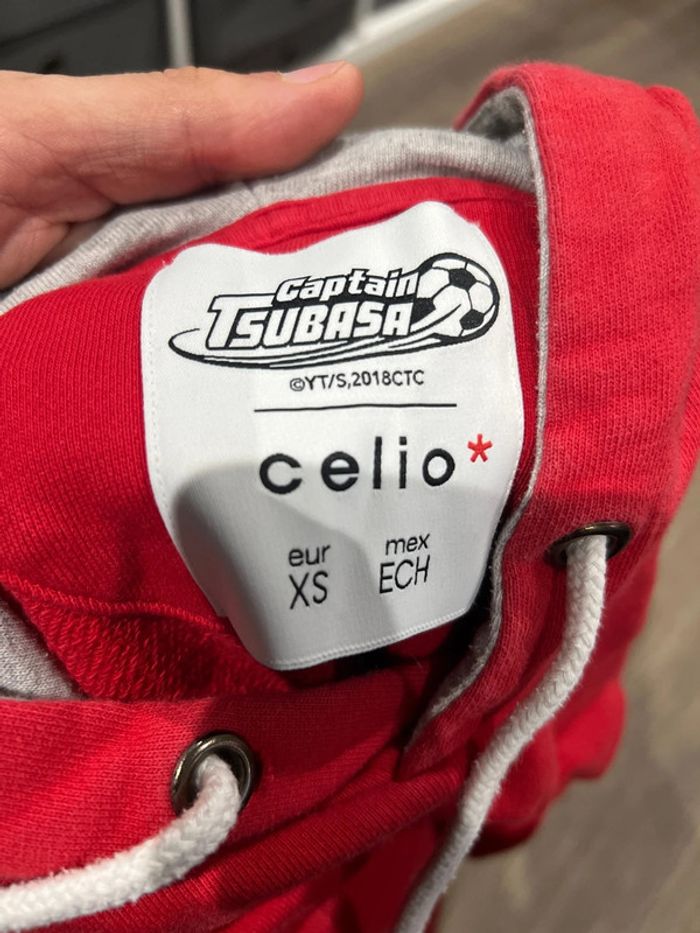 Captain
TSUBASA
©YT/S,2018CTC
celio*
eur mex
XS ECH